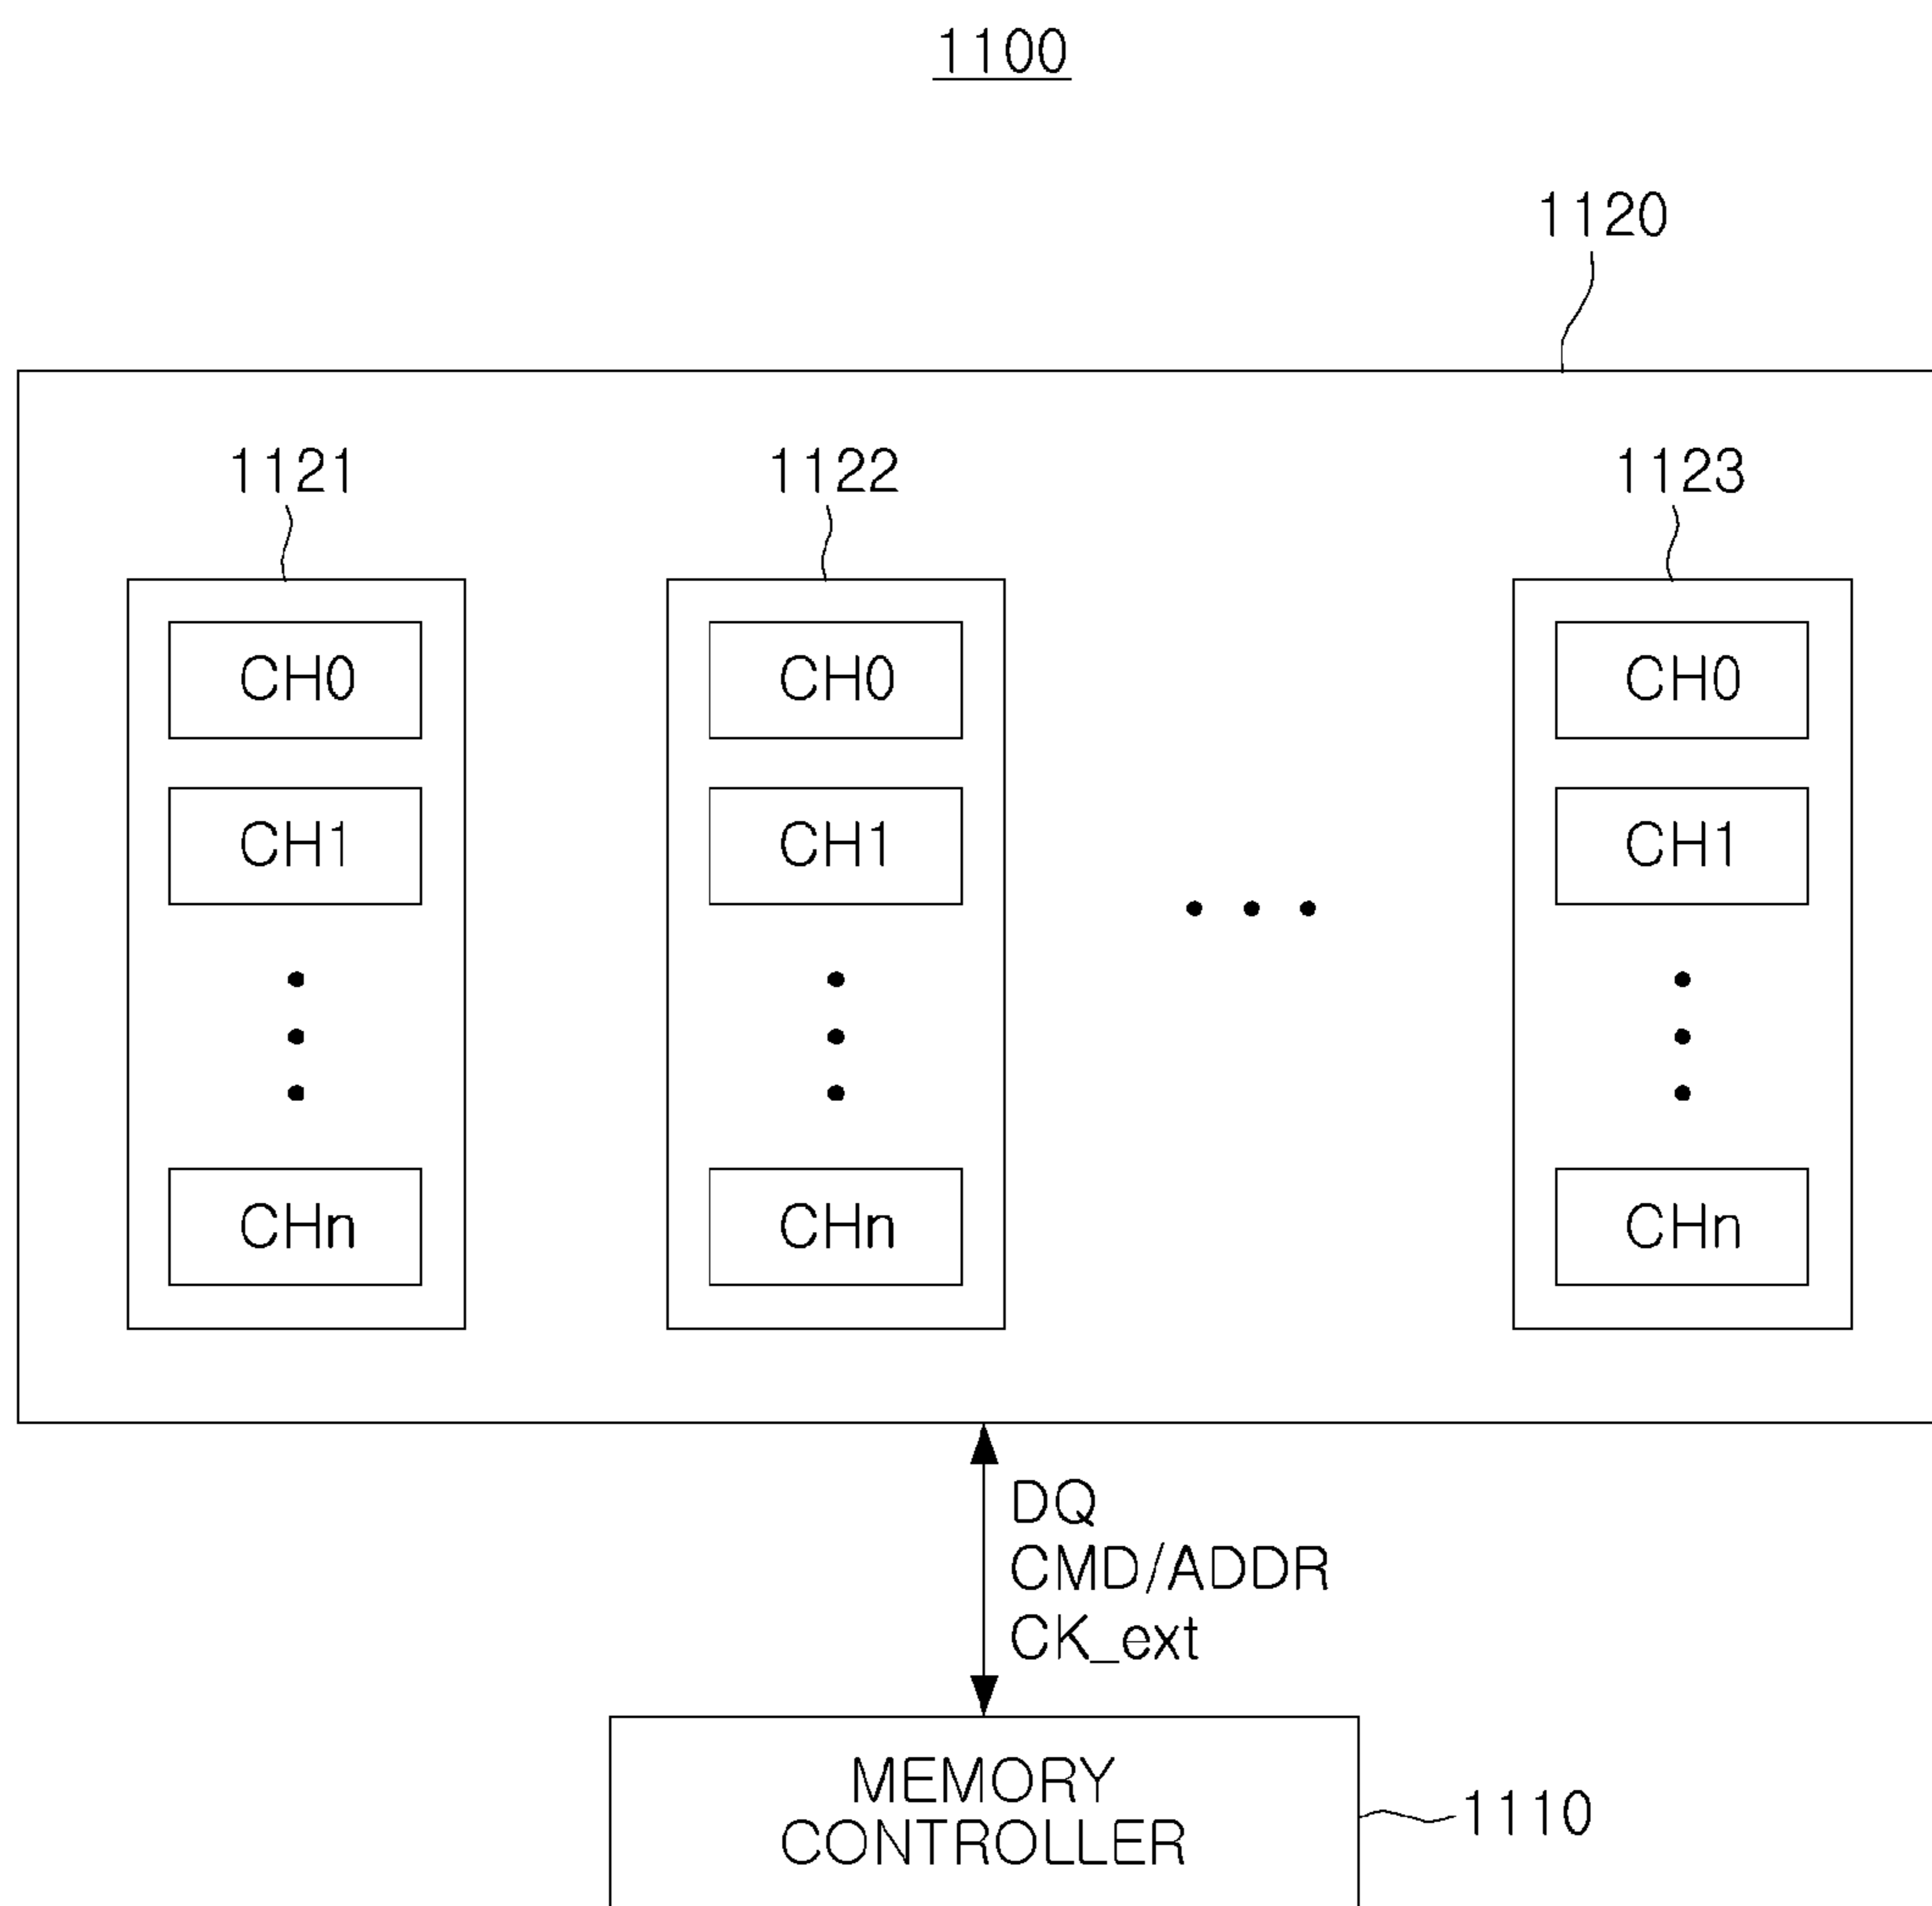 1100
1120
1121 1122 1123
CH0 CH0 CH0
CH1 CH1 CH1
CHn CHn CHn
DQ
CMD/ADDR
CK_ext
MEMORY
CONTROLLER
1110